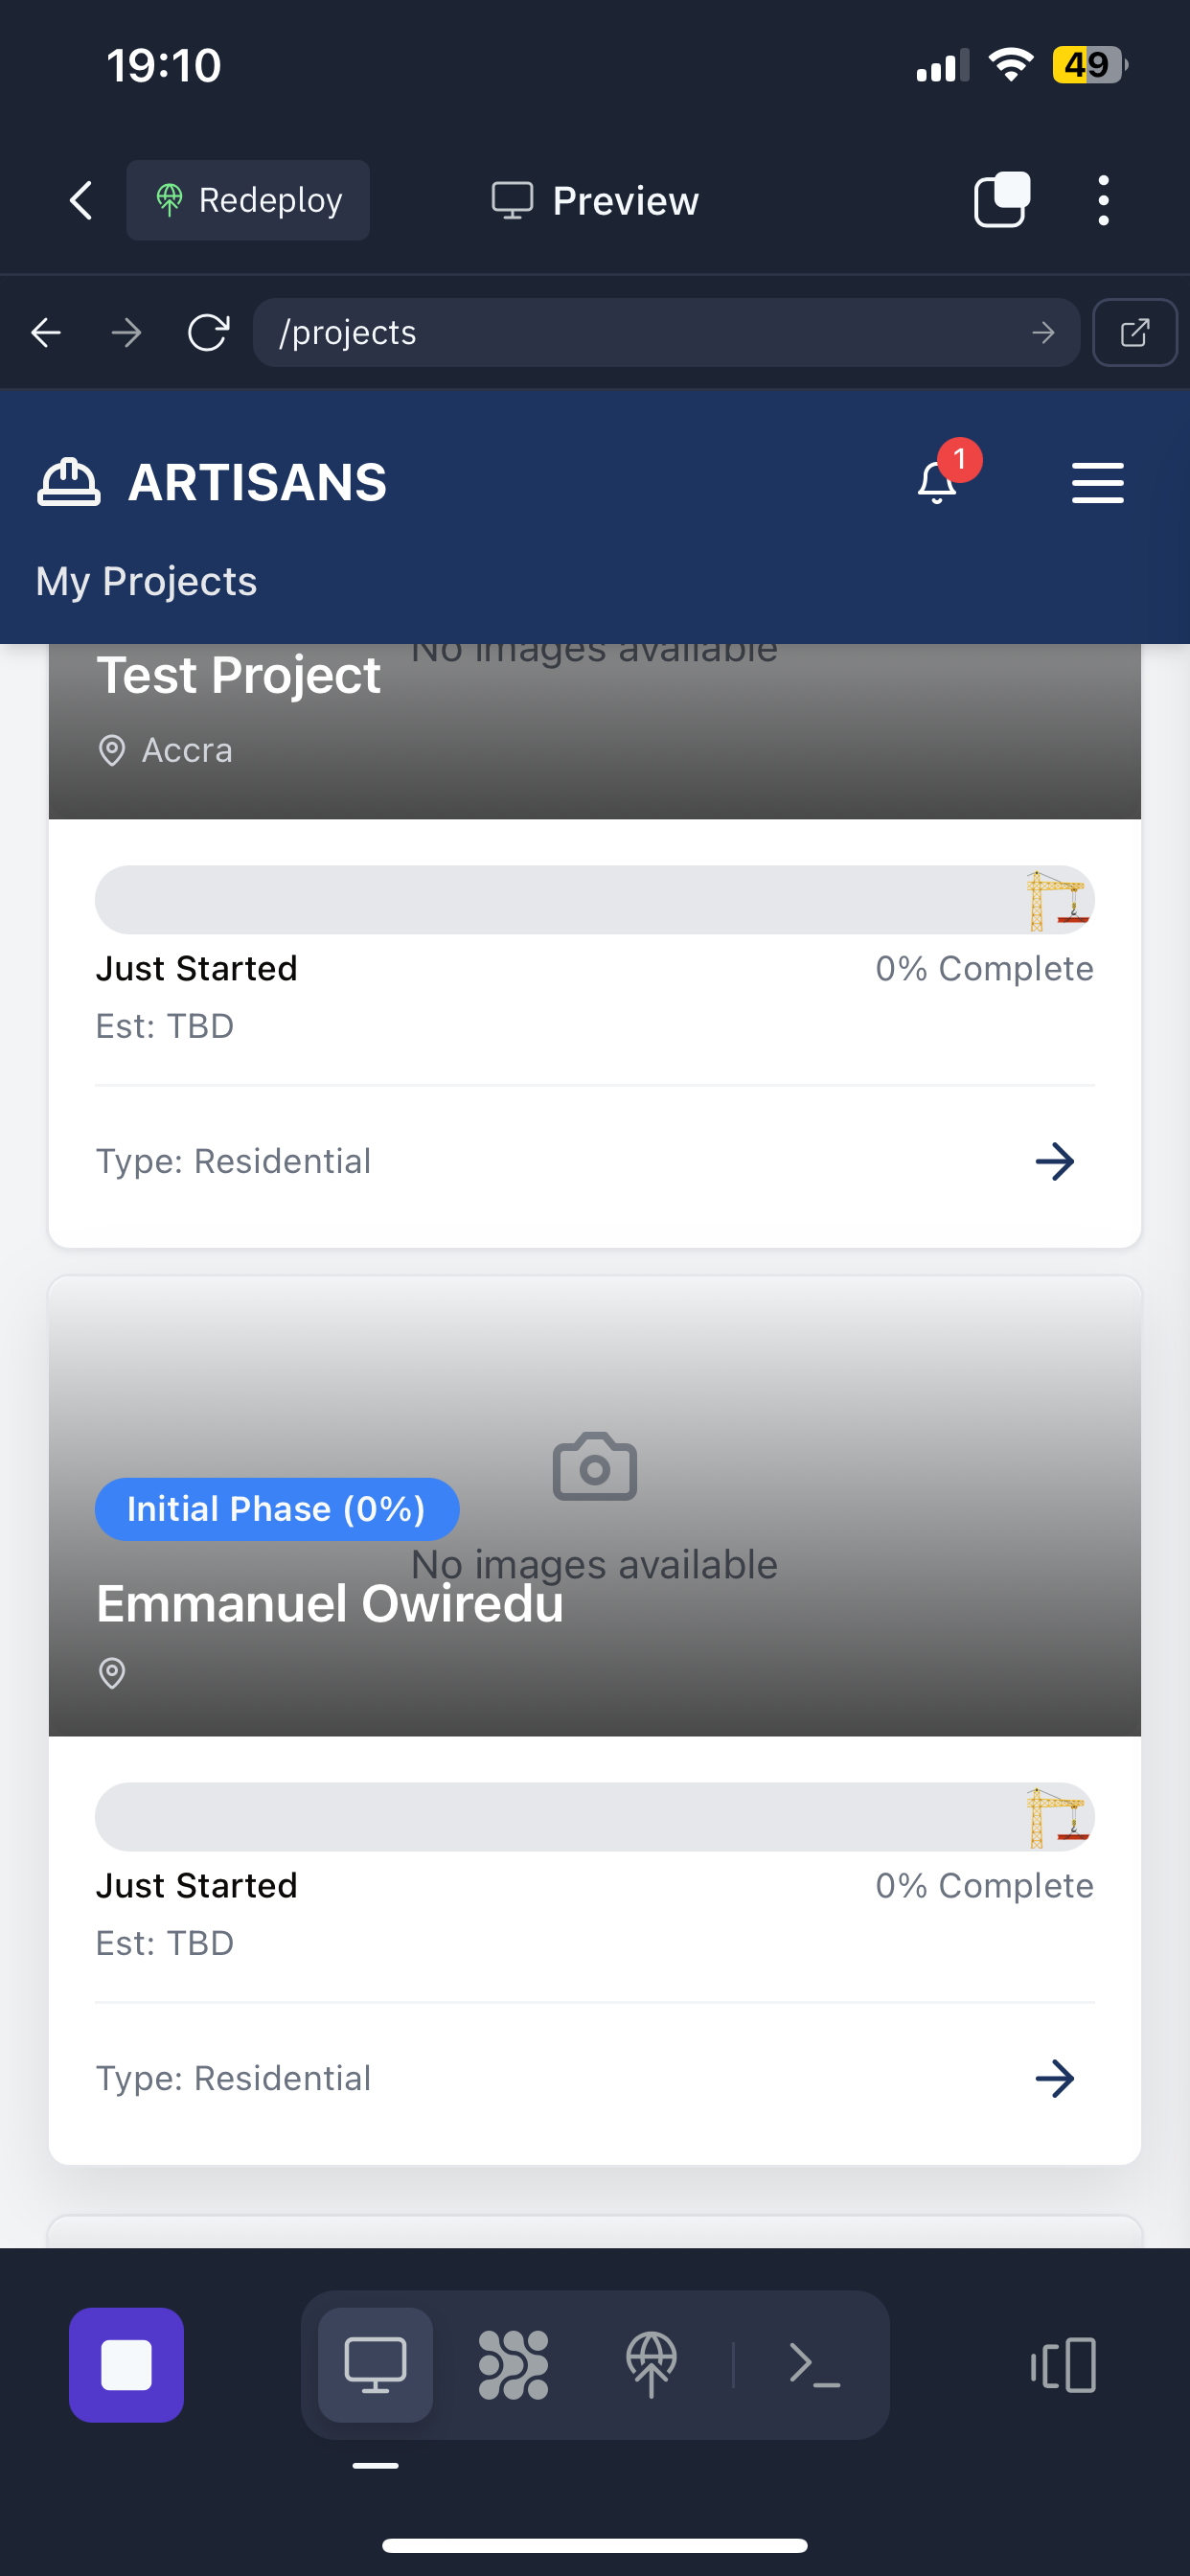 19:10
49
Redeploy
Preview
/projects
ARTISANS
1
My Projects
No images available
Test Project
Accra
Just Started
0% Complete
Est: TBD
Type: Residential
Initial Phase (0%)
No images available
Emmanuel Owiredu
Just Started
0% Complete
Est: TBD
Type: Residential